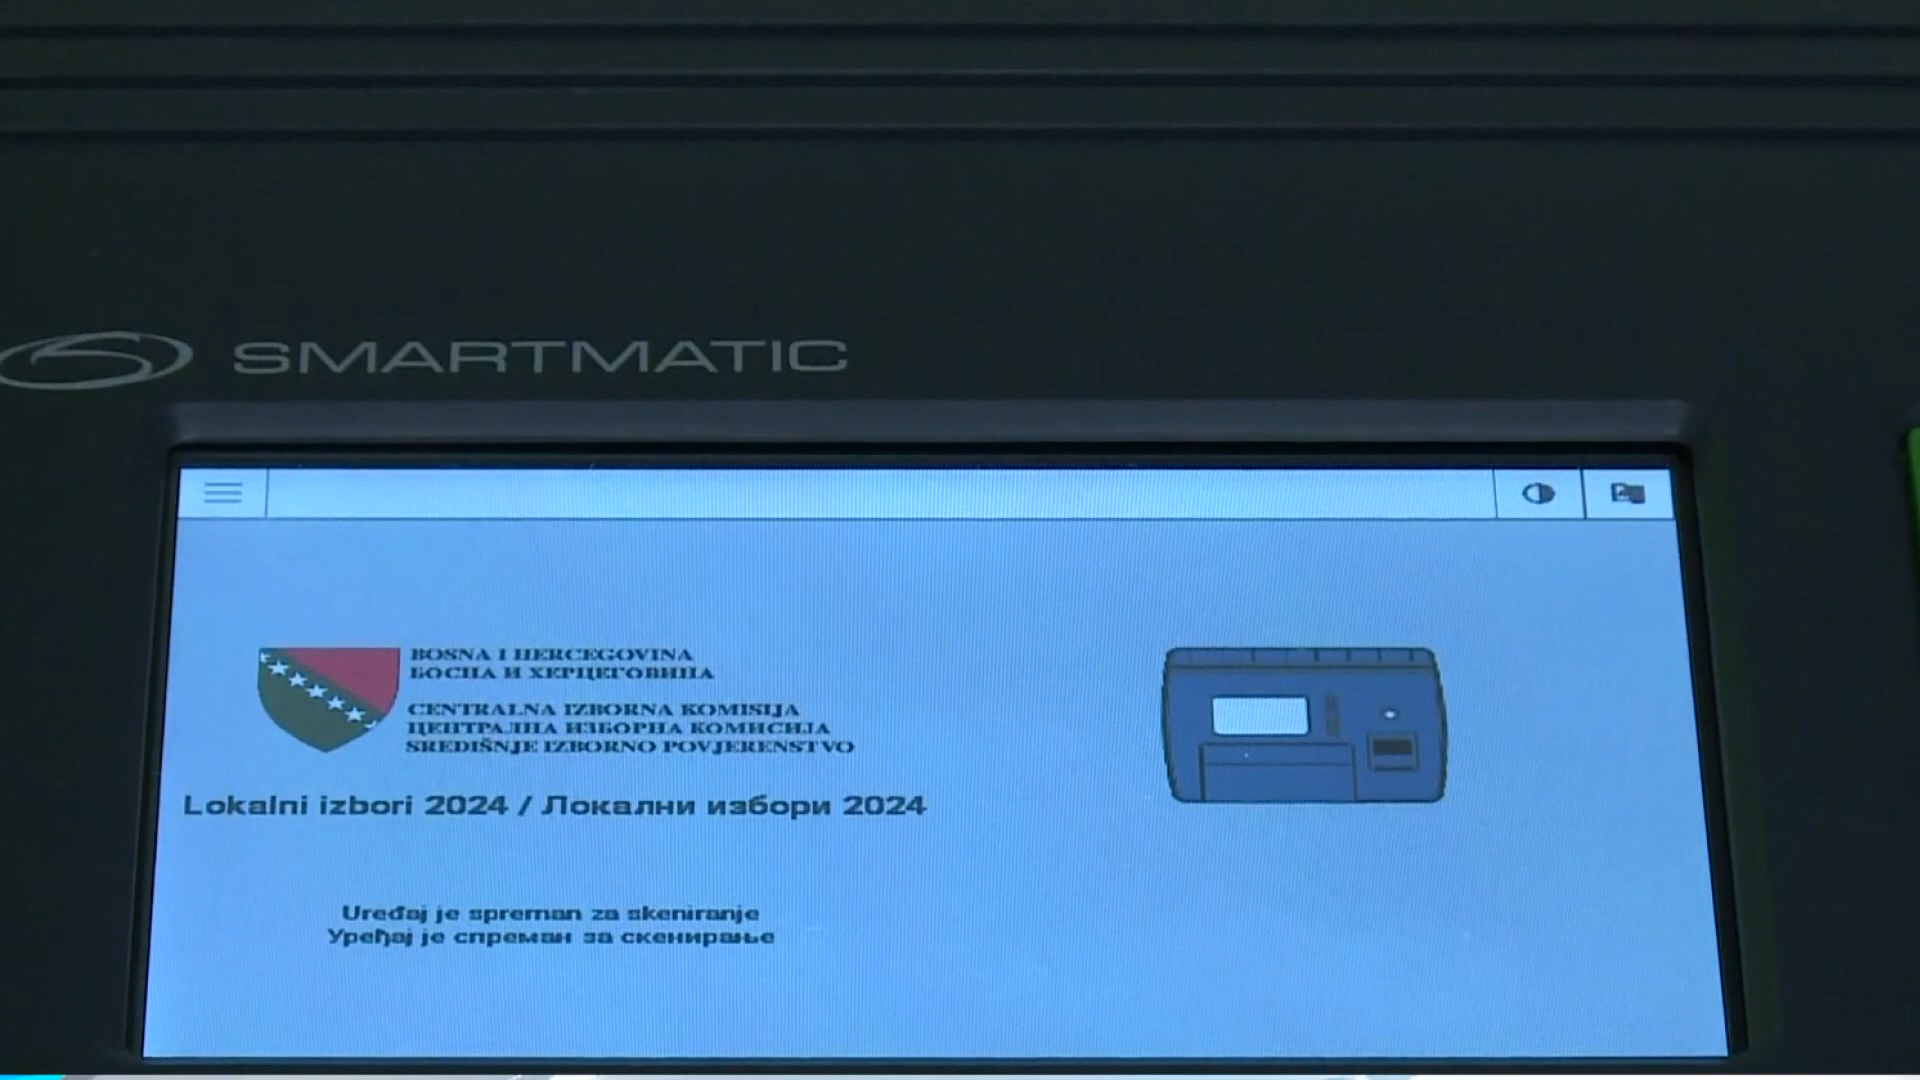 SMARTMATIC
BOSNA I HERCEGOVINA
БОСНА И ХЕРЦЕГОВИНА
CENTRALNA IZBORNA KOMISIJA
ЦЕНТРАЛНА ИЗБОРНА КОМИСИЈА
SREDIŠNJE IZBORNO POVJERENSTVO
Lokalni izbori 2024 / Локални избори 2024
Uređaj je spreman za skeniranje
Уређај је спреман за скенирање